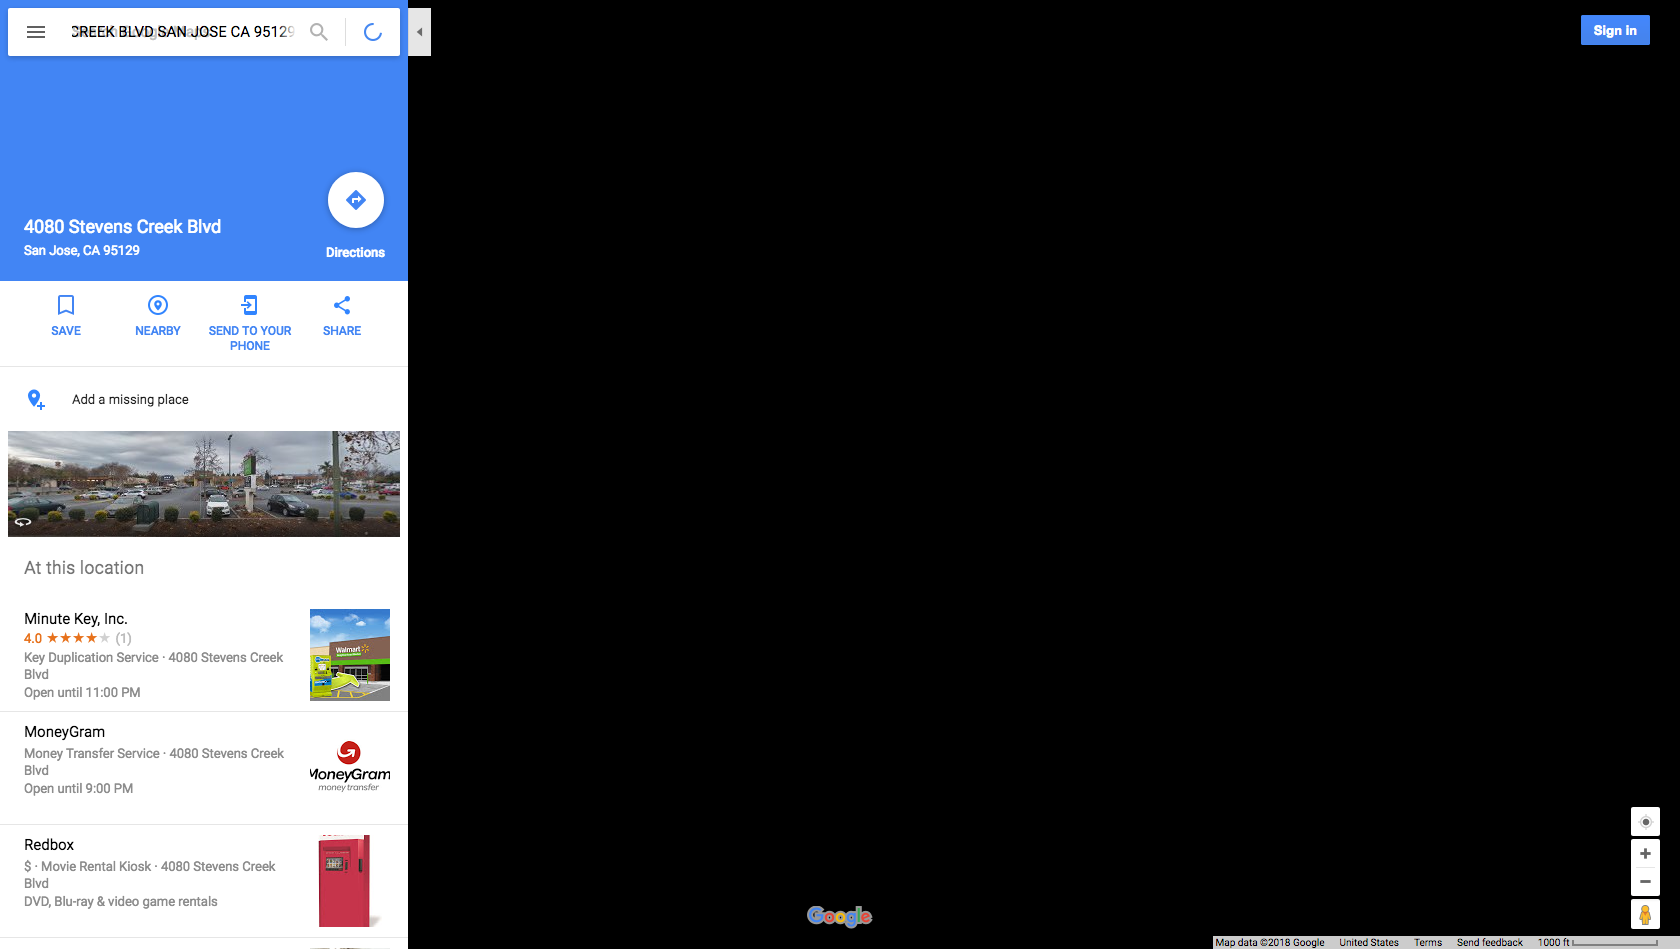 CREEK BLVD SAN JOSE CA 95129
Sign in
4080 Stevens Creek Blvd
San Jose, CA 95129
Directions
SAVE
NEARBY
SEND TO YOUR
PHONE
SHARE
Add a missing place
At this location
Minute Key, Inc.
4.0 ★★★★★ (1)
Key Duplication Service · 4080 Stevens Creek
Blvd
Open until 11:00 PM
Walmart
MoneyGram
Money Transfer Service · 4080 Stevens Creek
Blvd
Open until 9:00 PM
MoneyGram
money transfer
Redbox
$ · Movie Rental Kiosk · 4080 Stevens Creek
Blvd
DVD, Blu-ray & video game rentals
Google
Map data ©2018 Google United States Terms Send feedback 1000 ft